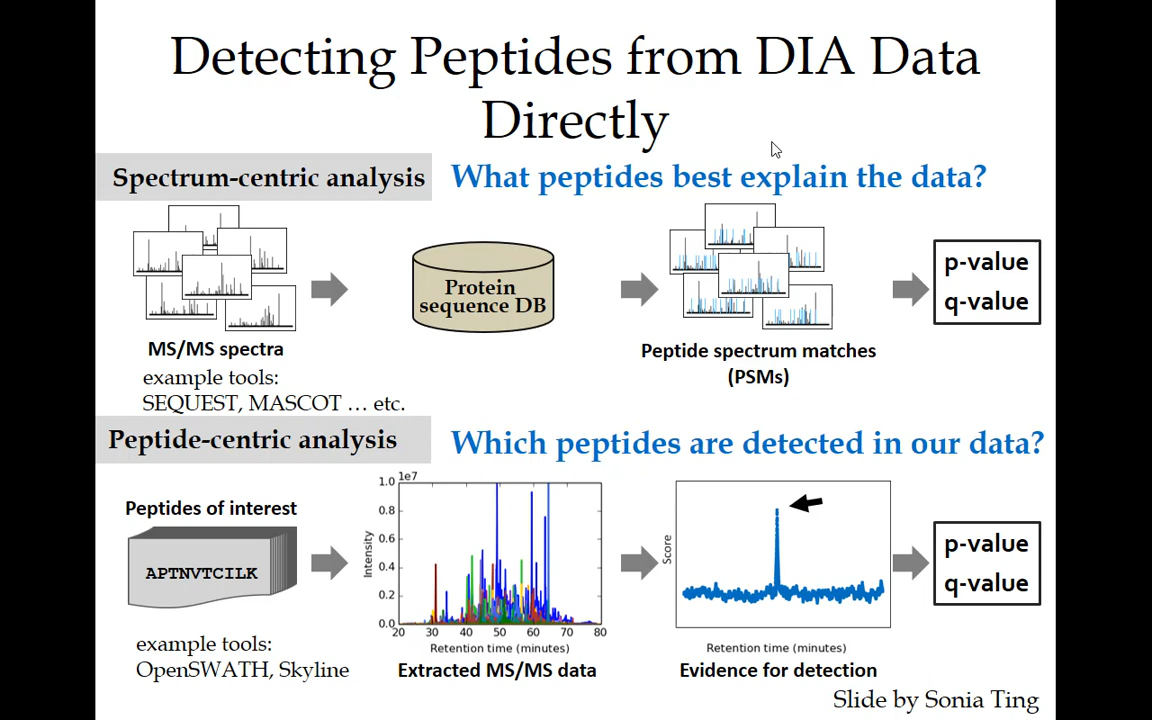 Detecting Peptides from DIA Data
Directly
Spectrum-centric analysis
What peptides best explain the data?
Protein
sequence DB
p-value
q-value
MS/MS spectra
Peptide spectrum matches
(PSMs)
example tools:
SEQUEST, MASCOT … etc.
Peptide-centric analysis
Which peptides are detected in our data?
Peptides of interest
APTNVTCILK
1e7
1.0
0.8
0.6
0.4
0.2
0.0
Intensity
20 30 40 50 60 70 80
Retention time (minutes)
Extracted MS/MS data
Score
Retention time (minutes)
Evidence for detection
p-value
q-value
example tools:
OpenSWATH, Skyline
Slide by Sonia Ting